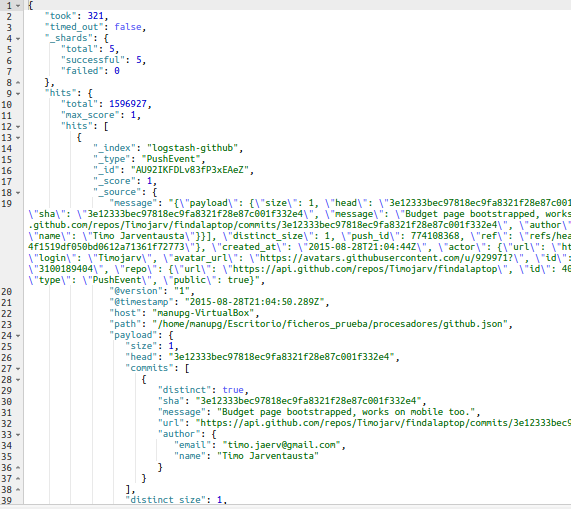 1 {
2 "took": 321,
3 "timed_out": false,
4 "_shards": {
5 "total": 5,
6 "successful": 5,
7 "failed": 0
8 },
9 "hits": {
10 "total": 1596927,
11 "max_score": 1,
12 "hits": [
13 {
14 "_index": "logstash-github",
15 "_type": "PushEvent",
16 "_id": "AU92IKFDLv83fP3xEAeZ",
17 "_score": 1,
18 "_source": {
19 "message": "{\"payload\": {\"size\": 1, \"head\": \"3e12333bec97818ec9fa8321f28e87c001
\"sha\": \"3e12333bec97818ec9fa8321f28e87c001f332e4\", \"message\": \"Budget page bootstrapped, works
.github.com/repos/Timojarv/findalaptop/commits/3e12333bec97818ec9fa8321f28e87c001f332e4\", \"author\"
\"name\": \"Timo Jarventausta\"}}], \"distinct_size\": 1, \"push_id\": 774108368, \"ref\": \"refs/hea
4f1519df050bd0612a71361f72773\"}, \"created_at\": \"2015-08-28T21:04:44Z\", \"actor\": {\"url\": \"ht
\"login\": \"Timojarv\", \"avatar_url\": \"https://avatars.githubusercontent.com/u/929971?\", \"id\":
\"3100189404\", \"repo\": {\"url\": \"https://api.github.com/repos/Timojarv/findalaptop\", \"id\": 40
\"type\": \"PushEvent\", \"public\": true}",
20 "@version": "1",
21 "@timestamp": "2015-08-28T21:04:50.289Z",
22 "host": "manupg-VirtualBox",
23 "path": "/home/manupg/Escritorio/ficheros_prueba/procesadores/github.json",
24 "payload": {
25 "size": 1,
26 "head": "3e12333bec97818ec9fa8321f28e87c001f332e4",
27 "commits": [
28 {
29 "distinct": true,
30 "sha": "3e12333bec97818ec9fa8321f28e87c001f332e4",
31 "message": "Budget page bootstrapped, works on mobile too.",
32 "url": "https://api.github.com/repos/Timojarv/findalaptop/commits/3e12333bec9
33 "author": {
34 "email": "timo.jaerv@gmail.com",
35 "name": "Timo Jarventausta"
36 }
37 }
38 ],
39 "distinct_size": 1,